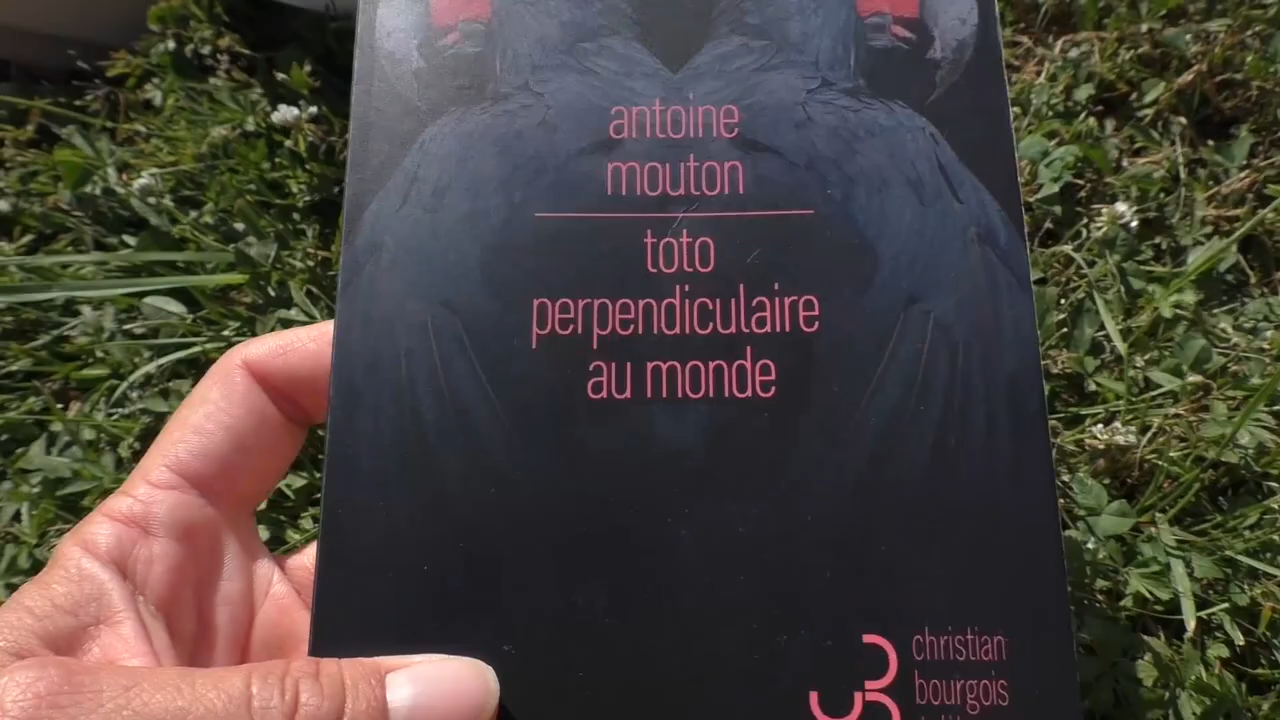 antoine
mouton
toto
perpendiculaire
au monde
christian
bourgois